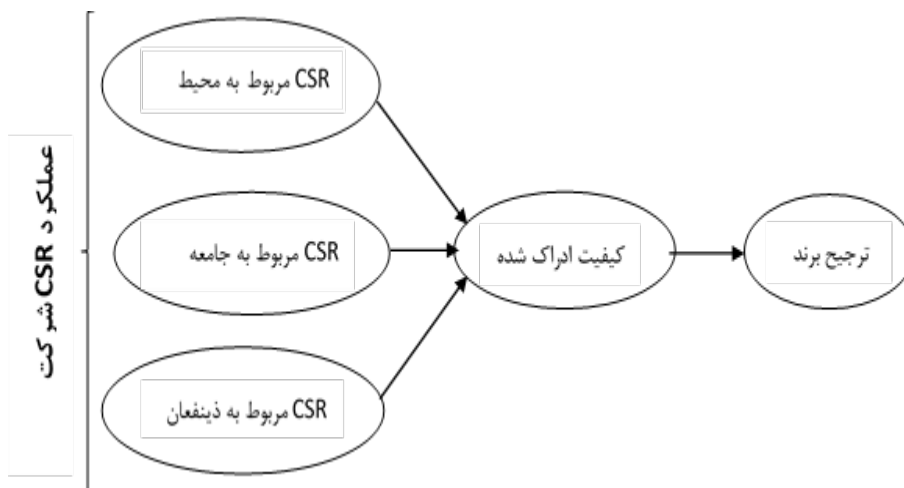 عملکرد CSR شرکت
CSR مربوط به محیط
CSR مربوط به جامعه
CSR مربوط به ذینفعان
کیفیت ادراک شده
ترجیح برند